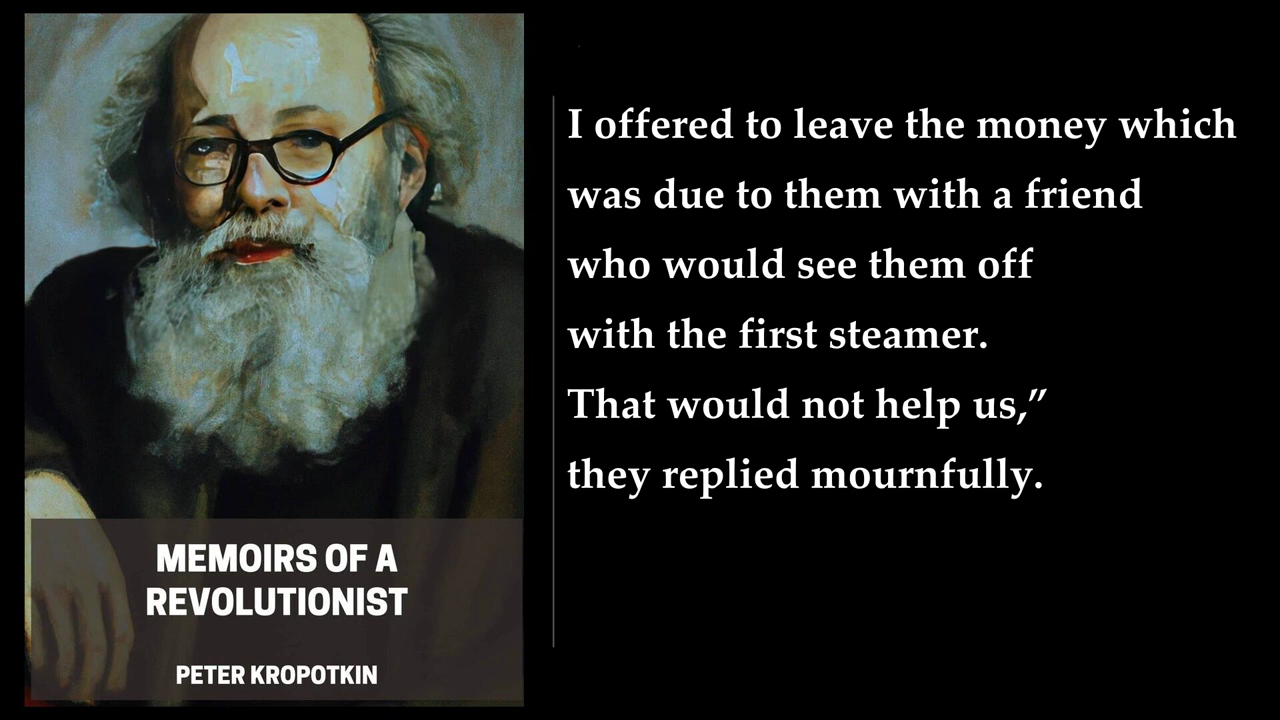 MEMOIRS OF A
REVOLUTIONIST
PETER KROPOTKIN
I offered to leave the money which
was due to them with a friend
who would see them off
with the first steamer.
That would not help us,”
they replied mournfully.